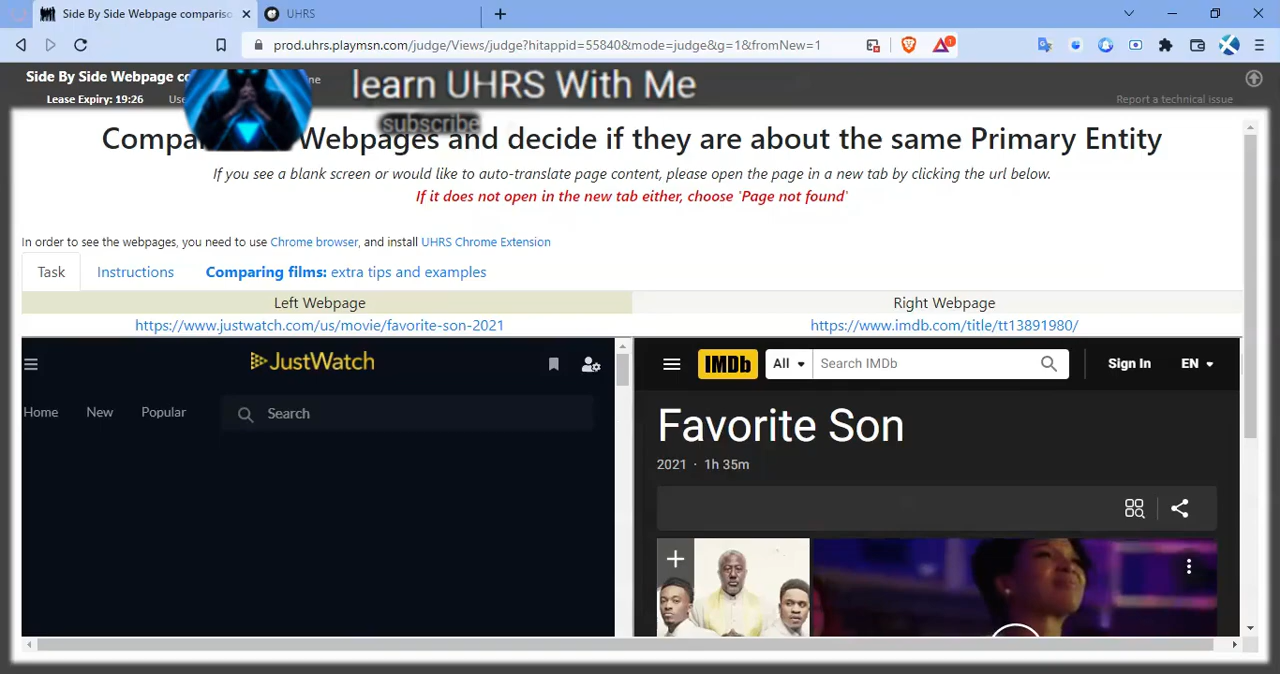 Side By Side Webpage compariso
UHRS
prod.uhrs.playmsn.com/judge/Views/judge?hitappid=55840&mode=judge&g=1&fromNew=1
1
Side By Side Webpage co
ne
learn UHRS With Me
subscribe
Lease Expiry: 19:26
Use
Report a technical issue
Compa Webpages and decide if they are about the same Primary Entity
If you see a blank screen or would like to auto-translate page content, please open the page in a new tab by clicking the url below.
If it does not open in the new tab either, choose 'Page not found'
In order to see the webpages, you need to use Chrome browser, and install UHRS Chrome Extension
Task
Instructions
Comparing films: extra tips and examples
Left Webpage
Right Webpage
https://www.justwatch.com/us/movie/favorite-son-2021
https://www.imdb.com/title/tt13891980/
JustWatch
Home
New
Popular
Search
IMDb
All
Search IMDb
Sign In
EN
Favorite Son
2021 · 1h 35m